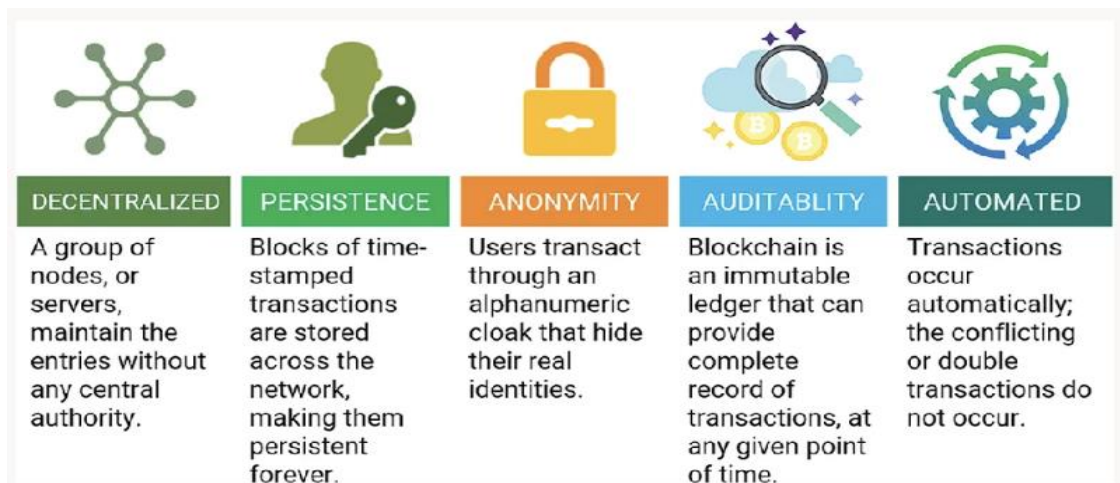 DECENTRALIZED
A group of
nodes, or
servers,
maintain the
entries without
any central
authority.
PERSISTENCE
Blocks of time-
stamped
transactions
are stored
across the
network,
making them
persistent
forever.
ANONYMITY
Users transact
through an
alphanumeric
cloak that hide
their real
identities.
AUDITABLITY
Blockchain is
an immutable
ledger that can
provide
complete
record of
transactions, at
any given point
of time.
AUTOMATED
Transactions
occur
automatically;
the conflicting
or double
transactions do
not occur.